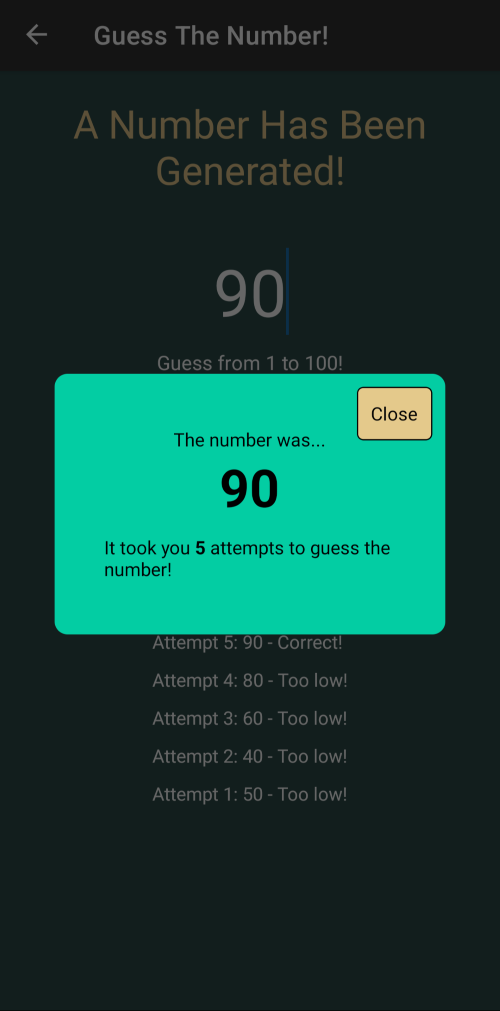 Guess The Number!
A Number Has Been
Generated!
90
Guess from 1 to 100!
Close
The number was...
90
It took you 5 attempts to guess the
number!
Attempt 5: 90 - Correct!
Attempt 4: 80 - Too low!
Attempt 3: 60 - Too low!
Attempt 2: 40 - Too low!
Attempt 1: 50 - Too low!